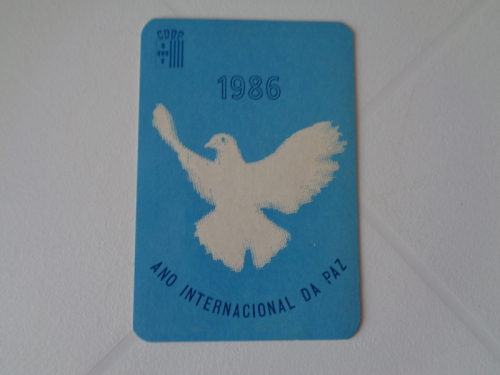 1986
ANO INTERNACIONAL DA PAZ